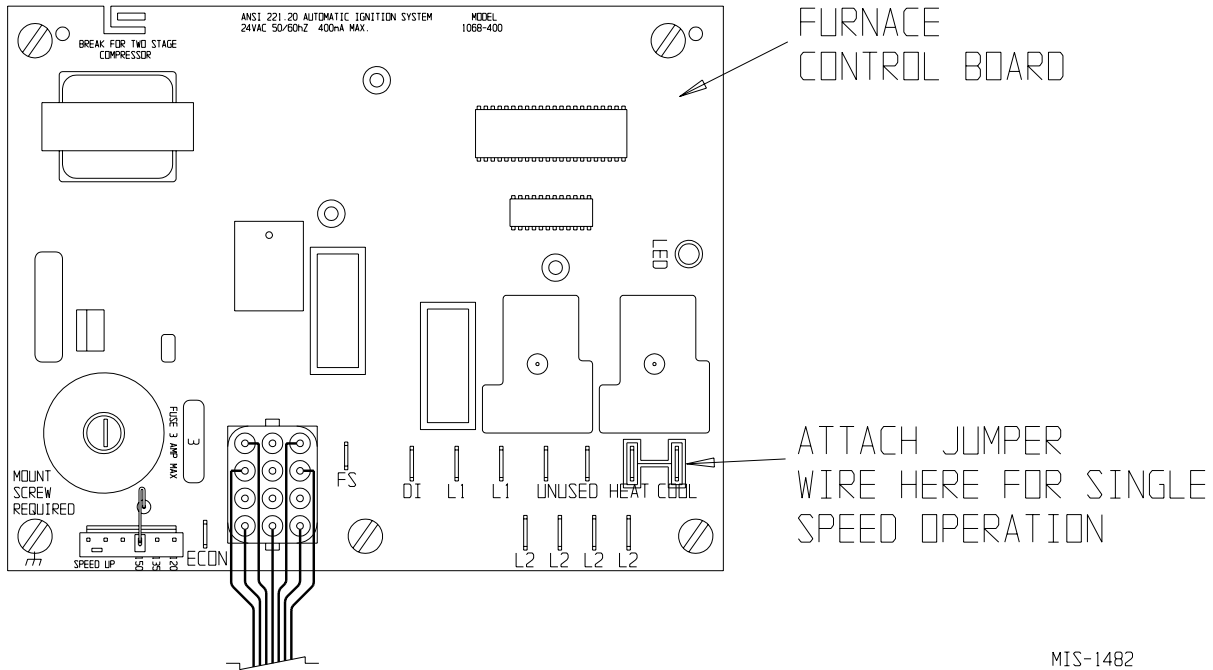 ANSI 221.20 AUTOMATIC IGNITION SYSTEM
24VAC 50/60hZ 400mA MAX.
MODEL
1068-400
BREAK FOR TWO STAGE
COMPRESSOR
FURNACE
CONTROL BOARD
LED
FUSE 3 AMP MAX
3
MOUNT
SCREW
REQUIRED
FS
DI L1 L1 UNUSED HEAT COOL
ATTACH JUMPER
WIRE HERE FOR SINGLE
SPEED OPERATION
SPEED UP
150
135
120
ECON
L2 L2 L2 L2
MIS-1482